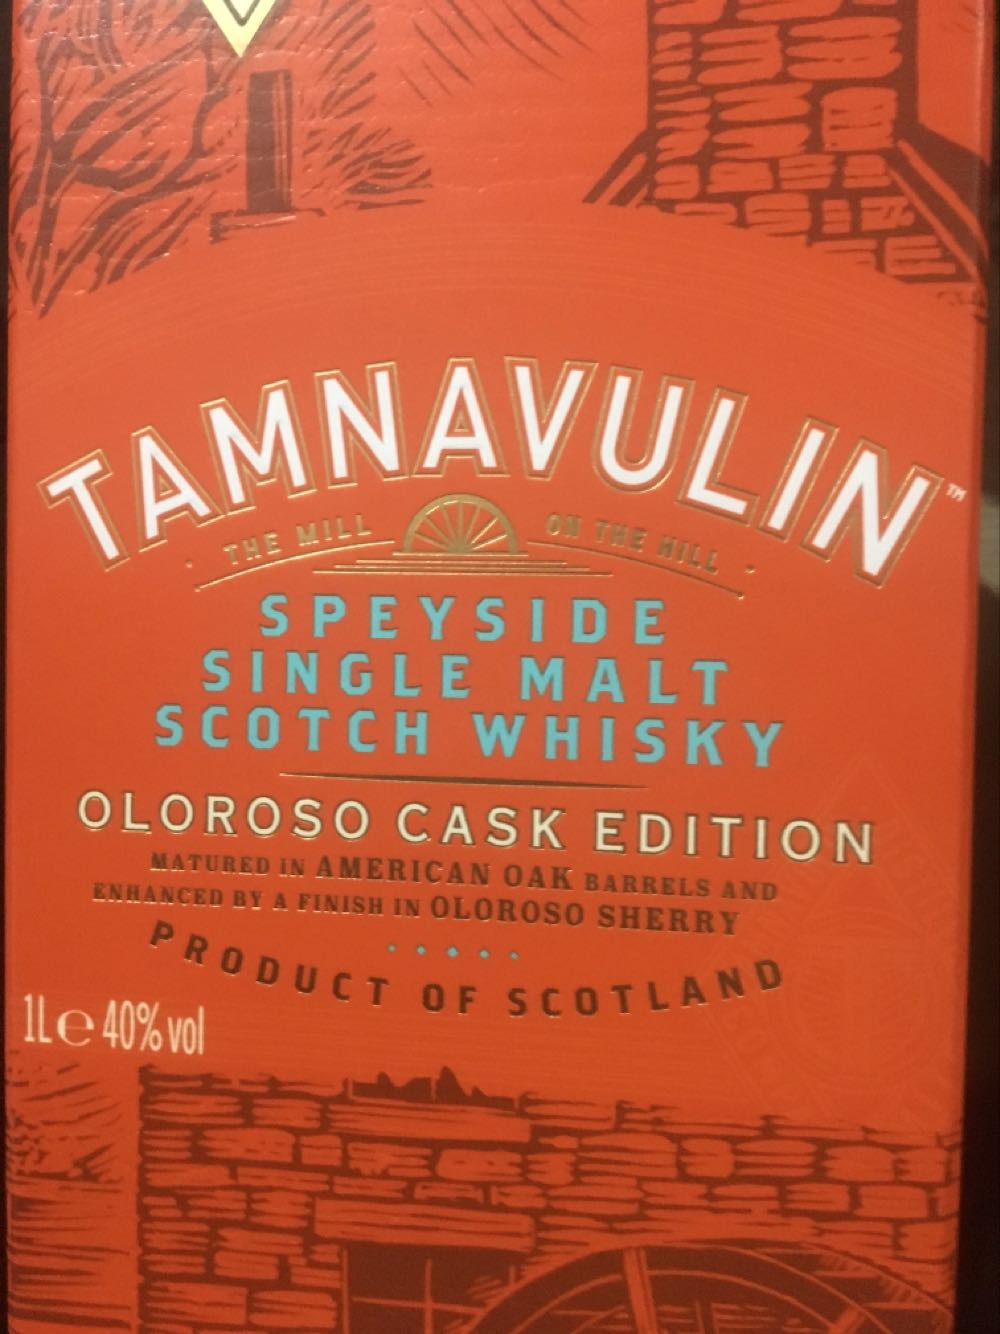 TAMNAVULIN™
THE MILL ON THE HILL
SPEYSIDE
SINGLE MALT
SCOTCH WHISKY
OLOROSO CASK EDITION
MATURED IN AMERICAN OAK BARRELS AND
ENHANCED BY A FINISH IN OLOROSO SHERRY
PRODUCT OF SCOTLAND
1L e 40% vol